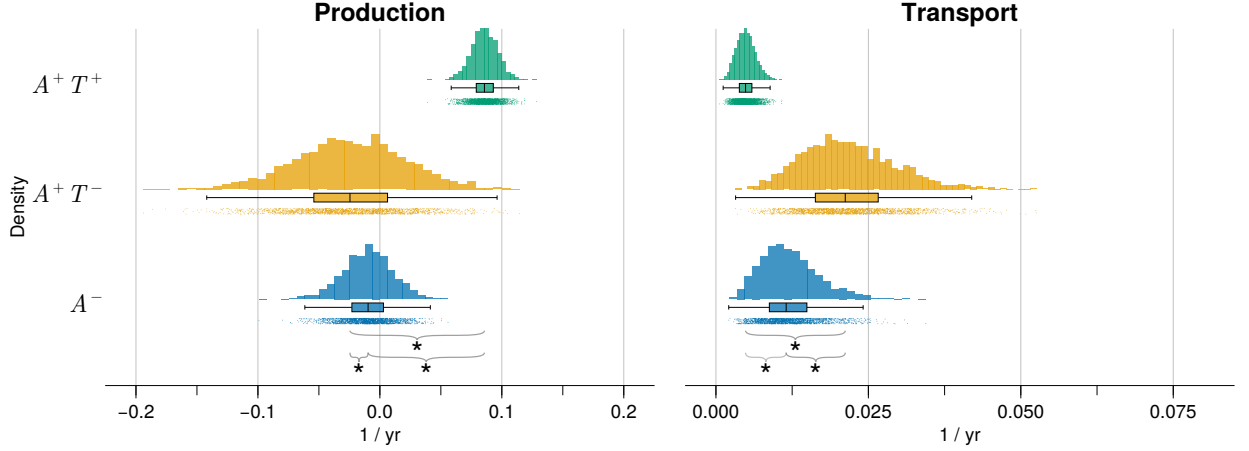 Production
Transport
A⁺ T⁺
A⁺ T⁻
A⁻
Density
* *
* * * *
−0.2 −0.1 0.0 0.1 0.2
0.000 0.025 0.050 0.075
1 / yr
1 / yr